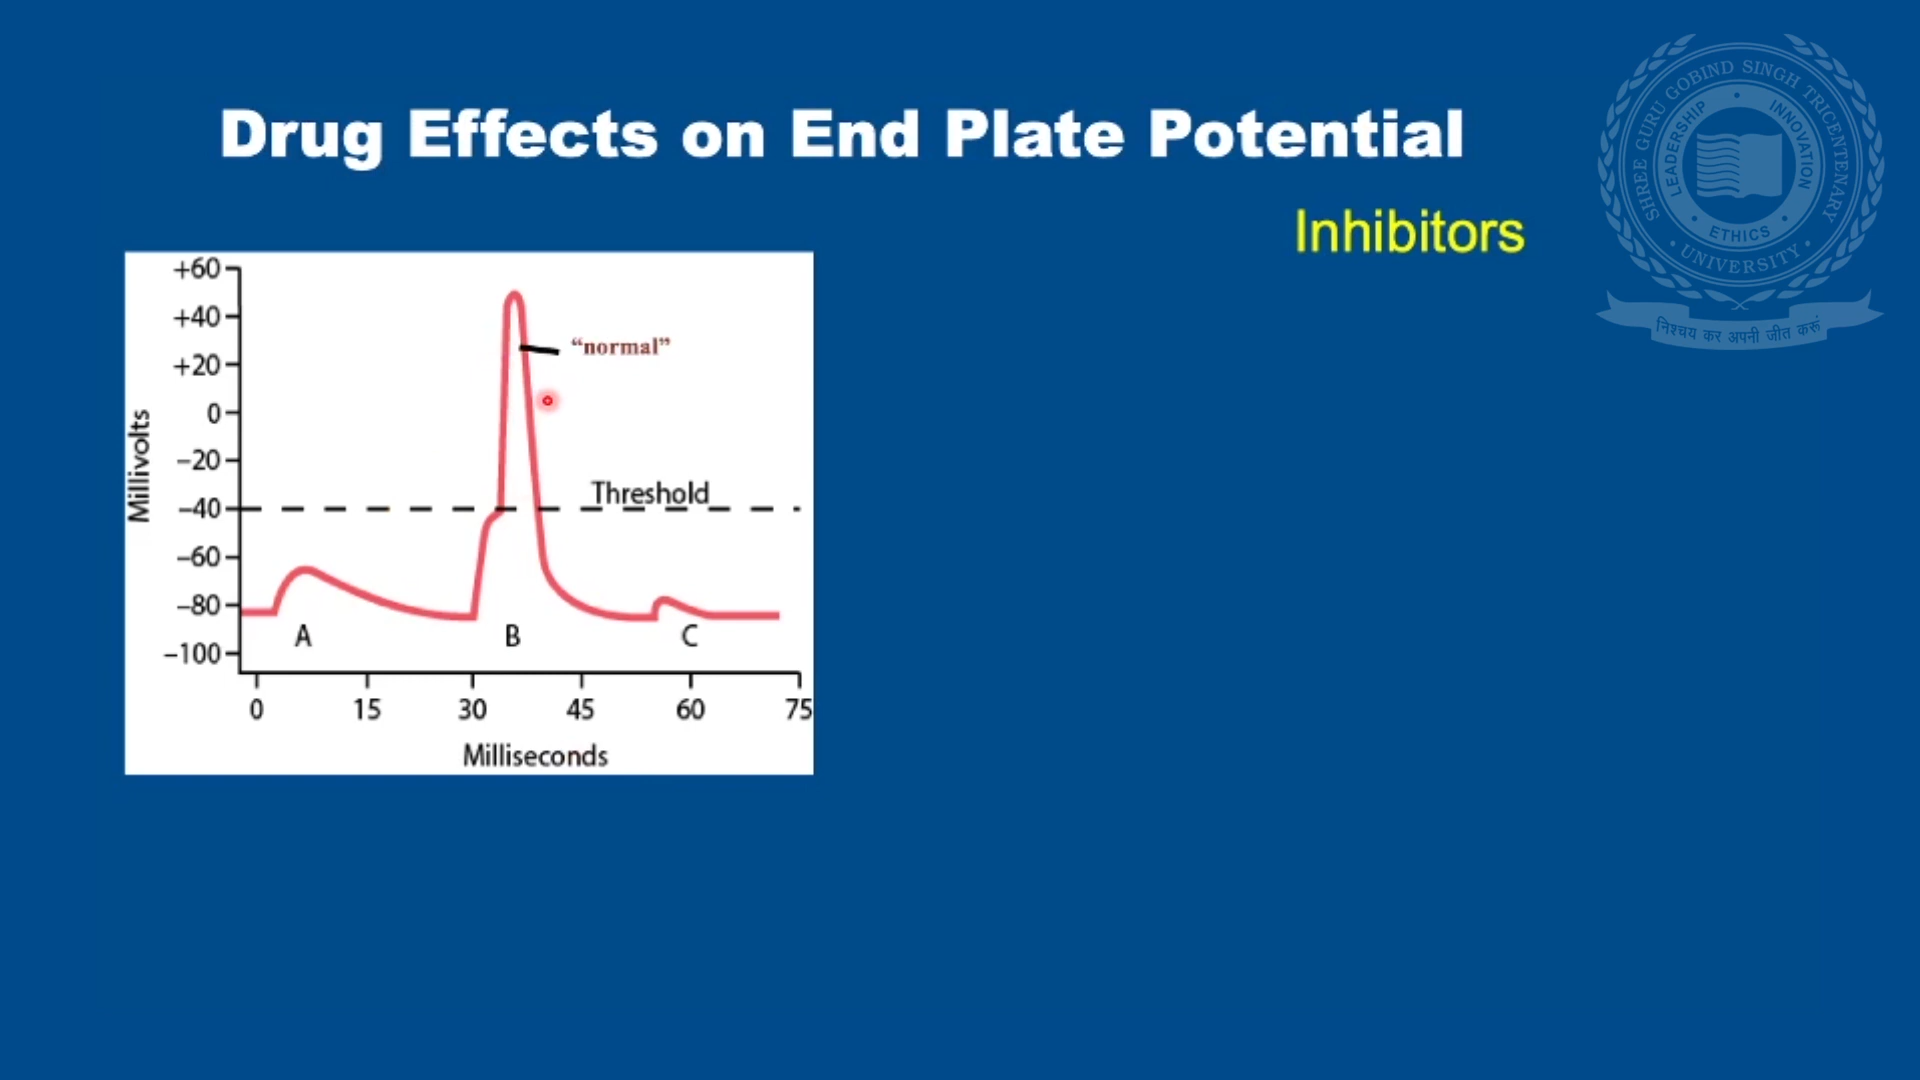 Drug Effects on End Plate Potential
Inhibitors
SHREE GURU GOBIND SINGH TRICENTENARY
• UNIVERSITY •
LEADERSHIP • INNOVATION
• ETHICS •
निश्चय कर अपनी जीत करूं
+60
+40
+20
0
–20
–40
–60
–80
–100
Millivolts
“normal”
Threshold
A B C
0 15 30 45 60 75
Milliseconds